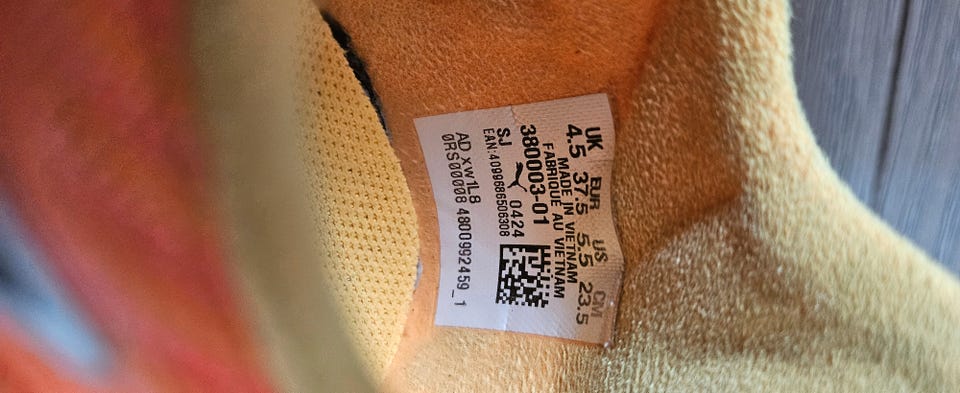 UK EUR US CM
4.5 37.5 5.5 23.5
MADE IN VIETNAM
FABRIQUE AU VIETNAM
380003-01
SJ 0424
EAN:4099686506308
AD XW1L8
0RS00008 4800992459_1